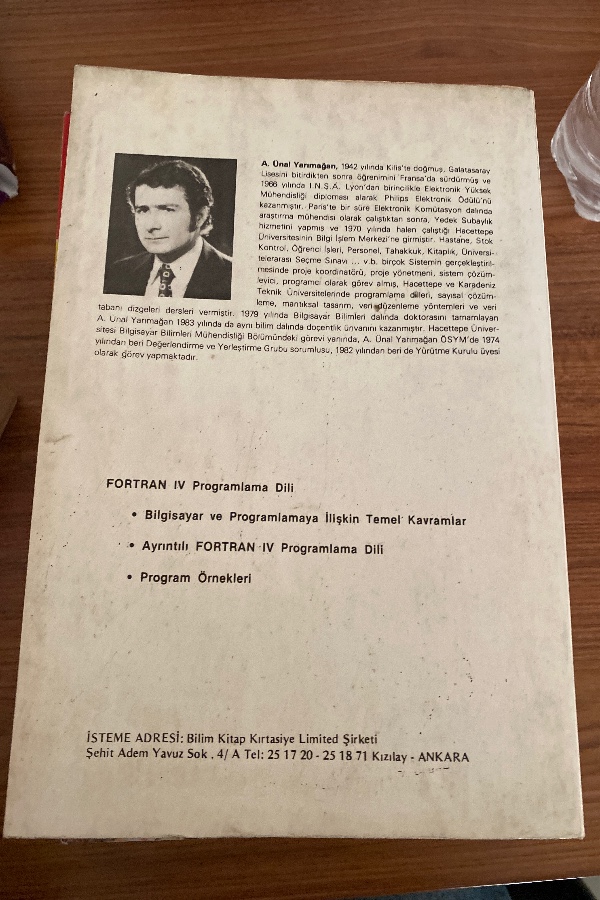 A. Ünal Yarımağan, 1942 yılında Kilis'te doğmuş, Galatasaray
Lisesini bitirdikten sonra öğrenimini Fransa'da sürdürmüş ve
1966 yılında I.N.S.A. Lyon'dan birincilikle Elektronik Yüksek
Mühendisliği diploması alarak Philips Elektronik Ödülü'nü
kazanmıştır. Paris'te bir süre Elektronik Komütasyon dalında
araştırma mühendisi olarak çalıştıktan sonra, Yedek Subaylık
hizmetini yapmış ve 1970 yılında halen çalıştığı Hacettepe
Üniversitesinin Bilgi İşlem Merkezi'ne girmiştir. Hastane, Stok
Kontrol, Öğrenci İşleri, Personel, Tahakkuk, Kitaplık, Üniversi-
telerarası Seçme Sınavı ... v.b. birçok Sistemin gerçekleştiril-
mesinde proje koordinatörü, proje yönetmeni, sistem çözüm-
leyici, programcı olarak görev almış, Hacettepe ve Karadeniz
Teknik Üniversitelerinde programlama dilleri, sayısal çözüm-
leme, mantıksal tasarım, veri düzenleme yöntemleri ve veri
tabanı dizgeleri dersleri vermiştir. 1979 yılında Bilgisayar Bilimleri dalında doktorasını tamamlayan
A. Ünal Yarımağan 1983 yılında da aynı bilim dalında doçentlik ünvanını kazanmıştır. Hacettepe Üniver-
sitesi Bilgisayar Bilimleri Mühendisliği Bölümündeki görevi yanında, A. Ünal Yarımağan ÖSYM'de 1974
yılından beri Değerlendirme ve Yerleştirme Grubu sorumlusu, 1982 yılından beri de Yürütme Kurulu üyesi
olarak görev yapmaktadır.
FORTRAN IV Programlama Dili
• Bilgisayar ve Programlamaya İlişkin Temel Kavramlar
• Ayrıntılı FORTRAN IV Programlama Dili
• Program Örnekleri
İSTEME ADRESİ: Bilim Kitap Kırtasiye Limited Şirketi
Şehit Adem Yavuz Sok. 4/A Tel: 25 17 20 - 25 18 71 Kızılay - ANKARA